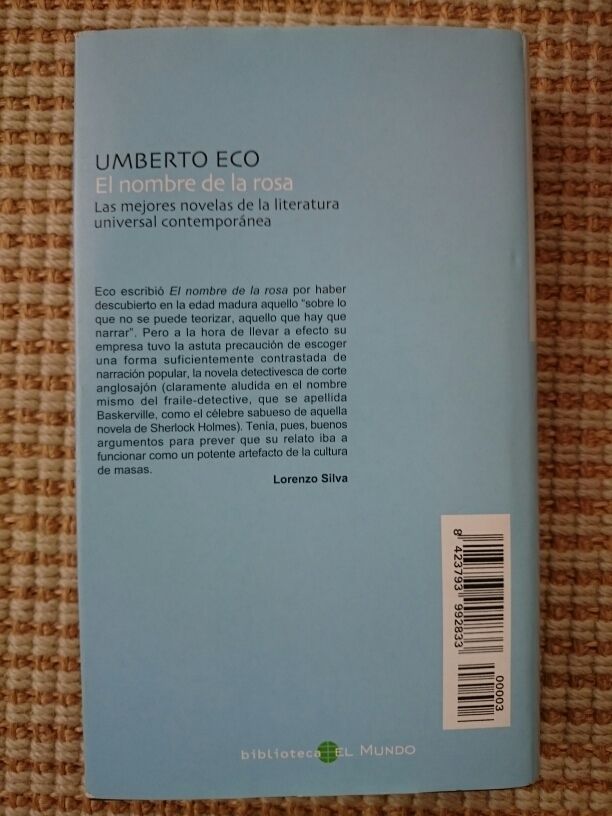 UMBERTO ECO
El nombre de la rosa
Las mejores novelas de la literatura
universal contemporánea
Eco escribió El nombre de la rosa por haber
descubierto en la edad madura aquello "sobre lo
que no se puede teorizar, aquello que hay que
narrar". Pero a la hora de llevar a efecto su
empresa tuvo la astuta precaución de escoger
una forma suficientemente contrastada de
narración popular, la novela detectivesca de corte
anglosajón (claramente aludida en el nombre
mismo del fraile-detective, que se apellida
Baskerville, como el célebre sabueso de aquella
novela de Sherlock Holmes). Tenía, pues, buenos
argumentos para prever que su relato iba a
funcionar como un potente artefacto de la cultura
de masas.
Lorenzo Silva
8 423793 992833
00003
biblioteca EL MUNDO